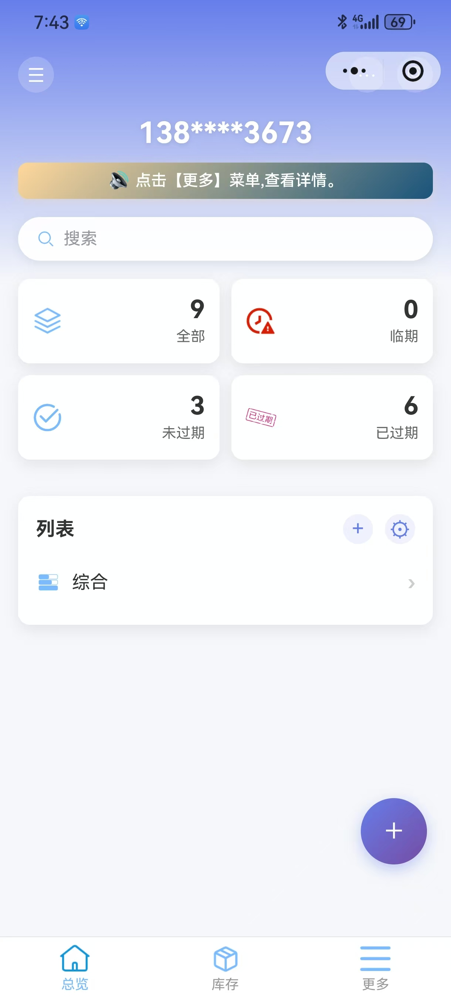 7:43 4G 69
138****3673
点击【更多】菜单,查看详情。
搜索
9 0
全部 临期
3 6
已过期
未过期 已过期
列表
综合
总览 库存 更多